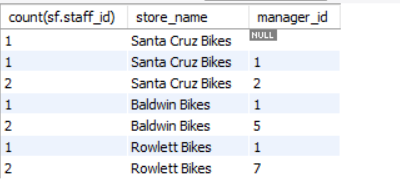 count(sf.staff_id) store_name manager_id
1 Santa Cruz Bikes NULL
1 Santa Cruz Bikes 1
2 Santa Cruz Bikes 2
1 Baldwin Bikes 1
2 Baldwin Bikes 5
1 Rowlett Bikes 1
2 Rowlett Bikes 7